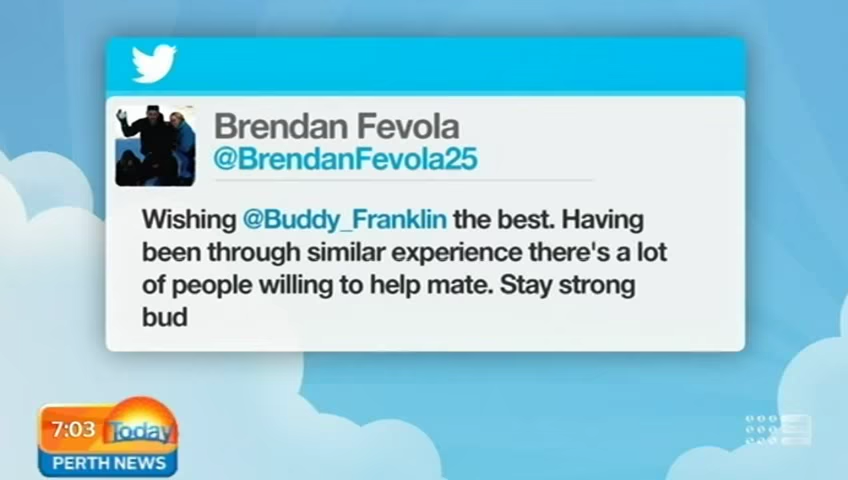 Brendan Fevola
@BrendanFevola25
Wishing @Buddy_Franklin the best. Having
been through similar experience there's a lot
of people willing to help mate. Stay strong
bud
7:03 Today
PERTH NEWS